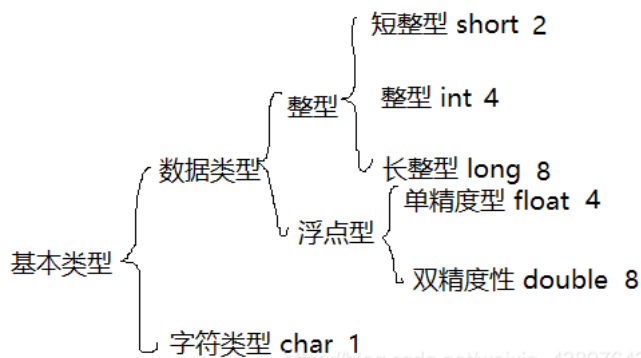 短整型 short 2
整型
整型 int 4
数据类型
长整型 long 8
单精度型 float 4
浮点型
基本类型
双精度性 double 8
字符类型 char 1